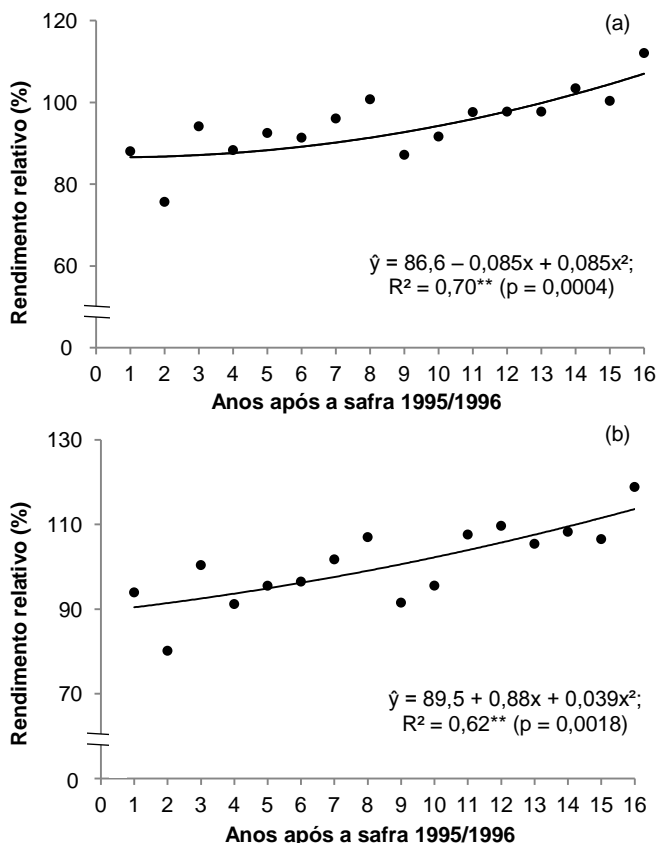 (a)
Rendimento relativo (%)
120
100
80
60
0
ŷ = 86,6 – 0,085x + 0,085x²;
R² = 0,70** (p = 0,0004)
0 1 2 3 4 5 6 7 8 9 10 11 12 13 14 15 16
Anos após a safra 1995/1996
(b)
Rendimento relativo (%)
130
110
90
70
0
ŷ = 89,5 + 0,88x + 0,039x²;
R² = 0,62** (p = 0,0018)
0 1 2 3 4 5 6 7 8 9 10 11 12 13 14 15 16
Anos após a safra 1995/1996